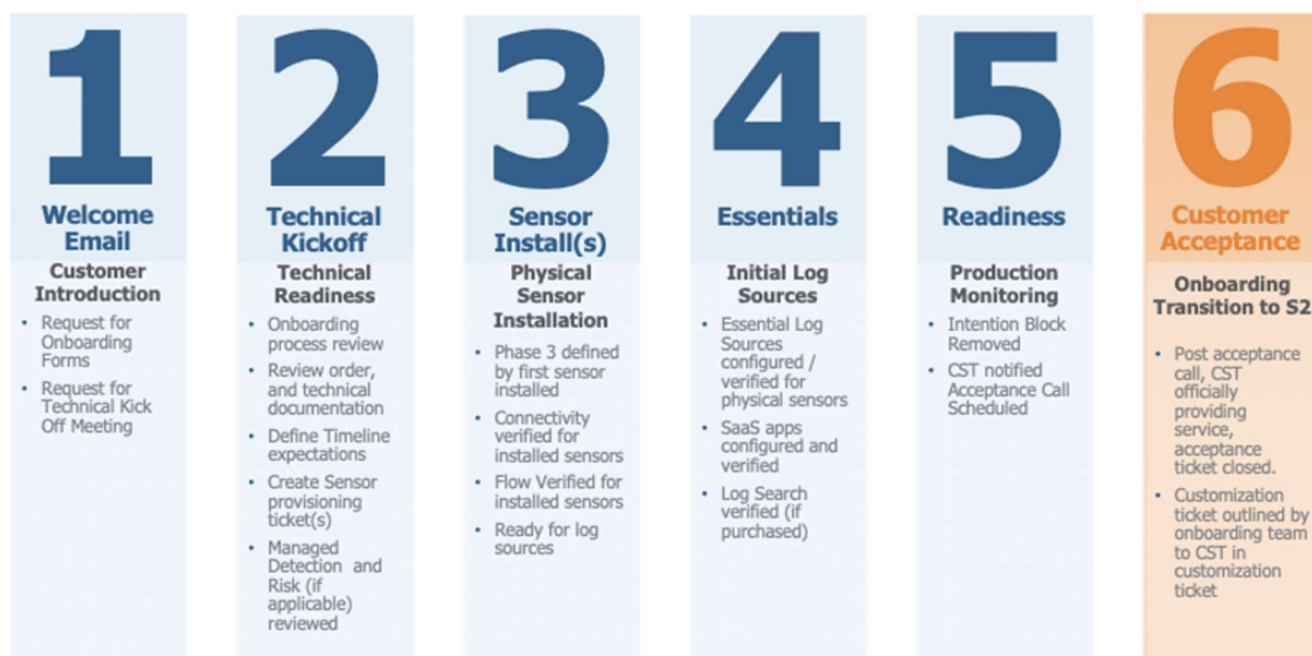 1
Welcome
Email
Customer
Introduction
• Request for
Onboarding
Forms
• Request for
Technical Kick
Off Meeting
2
Technical
Kickoff
Technical
Readiness
• Onboarding
process review
• Review order,
and technical
documentation
• Define Timeline
expectations
• Create Sensor
provisioning
ticket(s)
• Managed
Detection and
Risk (if
applicable)
reviewed
3
Sensor
Install(s)
Physical
Sensor
Installation
• Phase 3 defined
by first sensor
installed
• Connectivity
verified for
installed sensors
• Flow Verified for
installed sensors
• Ready for log
sources
4
Essentials
Initial Log
Sources
• Essential Log
Sources
configured /
verified for
physical sensors
• SaaS apps
configured and
verified
• Log Search
verified (if
purchased)
5
Readiness
Production
Monitoring
• Intention Block
Removed
• CST notified
Acceptance Call
Scheduled
6
Customer
Acceptance
Onboarding
Transition to S2
• Post acceptance
call, CST
officially
providing
service,
acceptance
ticket closed.
• Customization
ticket outlined by
onboarding team
to CST in
customization
ticket